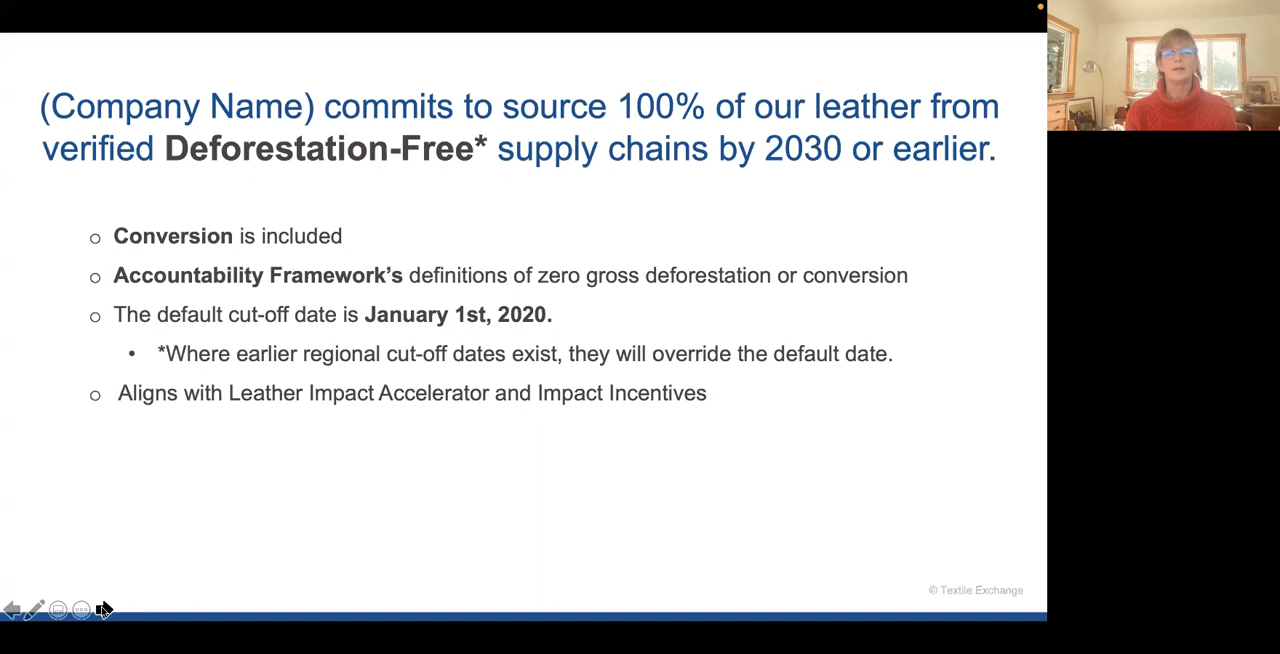 (Company Name) commits to source 100% of our leather from
verified Deforestation-Free* supply chains by 2030 or earlier.
Conversion is included
Accountability Framework's definitions of zero gross deforestation or conversion
The default cut-off date is January 1st, 2020.
*Where earlier regional cut-off dates exist, they will override the default date.
Aligns with Leather Impact Accelerator and Impact Incentives
© Textile Exchange